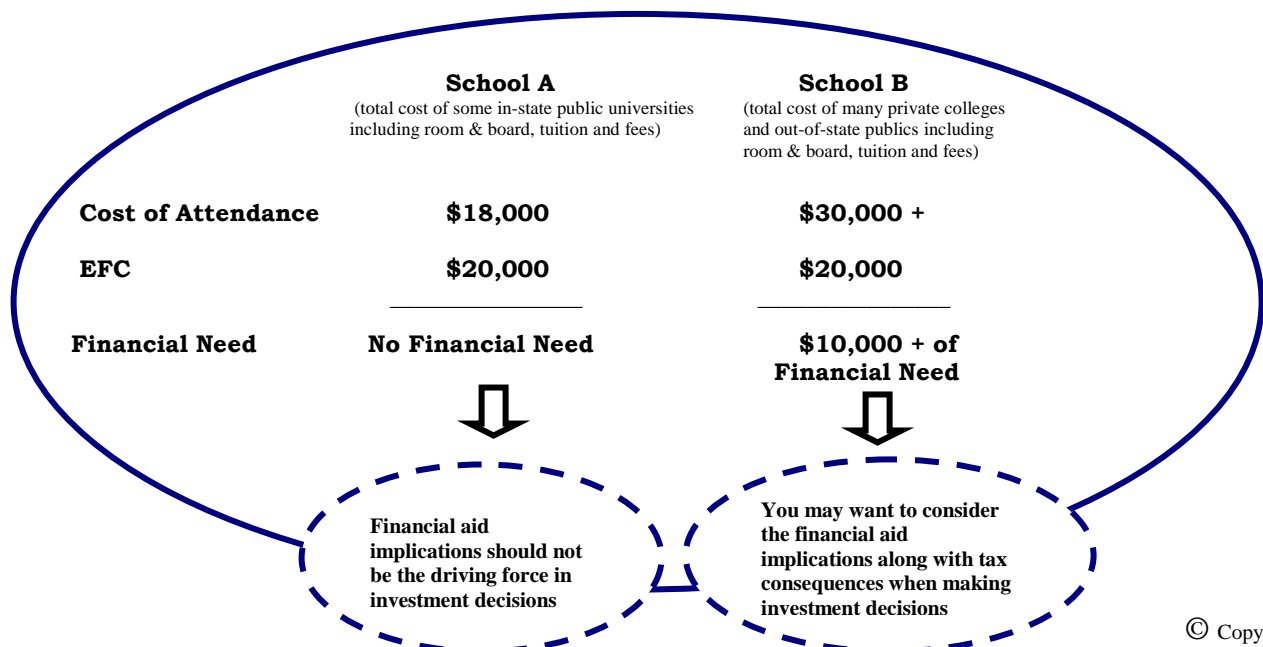 School A
(total cost of some in-state public universities
including room & board, tuition and fees)
School B
(total cost of many private colleges
and out-of-state publics including
room & board, tuition and fees)
Cost of Attendance $18,000 $30,000 +
EFC $20,000 $20,000
Financial Need No Financial Need $10,000 + of
Financial Need
Financial aid
implications should not
be the driving force in
investment decisions
You may want to consider
the financial aid
implications along with tax
consequences when making
investment decisions
© Copy